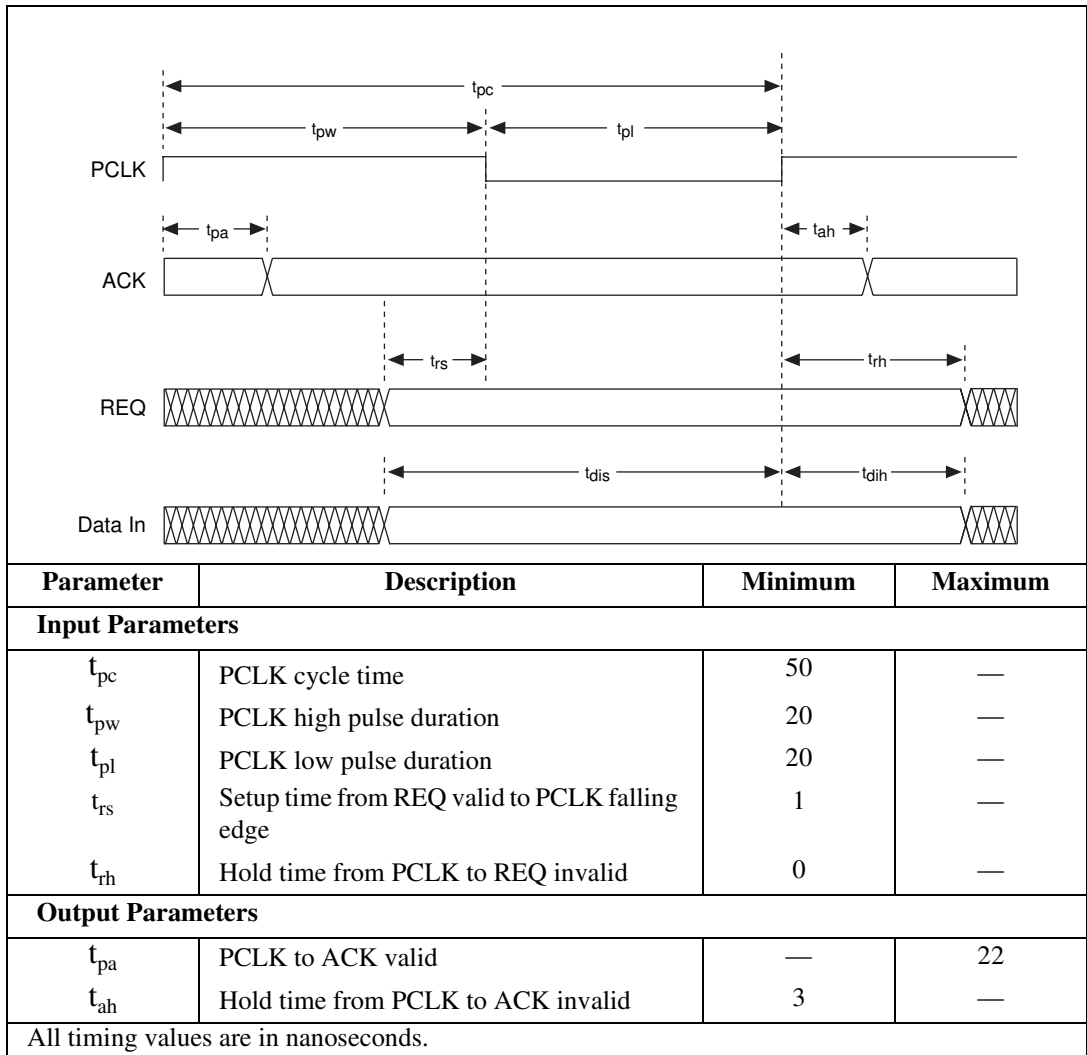 tpc
tpw tpl
PCLK
tpa tah
ACK
trs trh
REQ
tdis tdih
Data In
Parameter Description Minimum Maximum
Input Parameters
tpc PCLK cycle time 50 —
tpw PCLK high pulse duration 20 —
tpl PCLK low pulse duration 20 —
trs Setup time from REQ valid to PCLK falling 1 —
edge
trh Hold time from PCLK to REQ invalid 0 —
Output Parameters
tpa PCLK to ACK valid — 22
tah Hold time from PCLK to ACK invalid 3 —
All timing values are in nanoseconds.